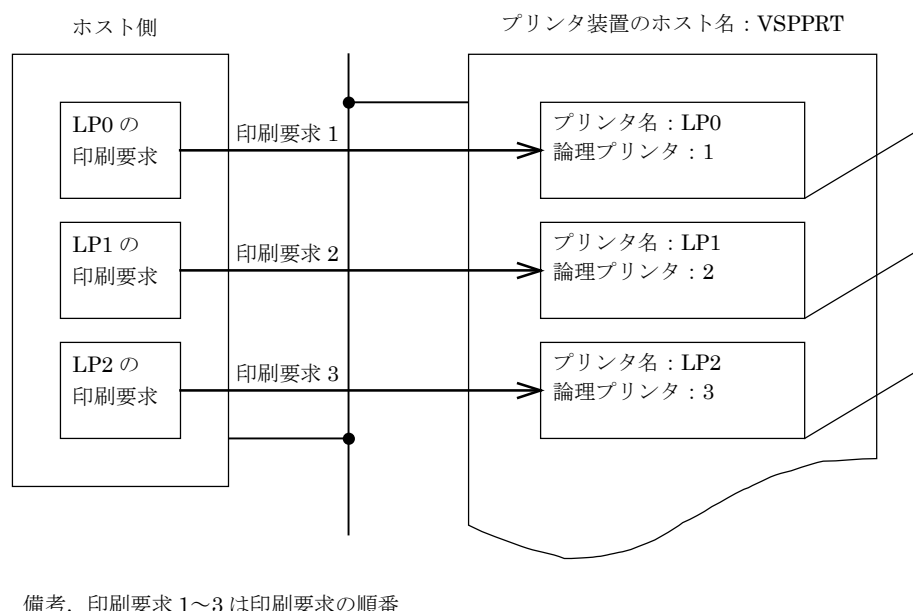 ホスト側
プリンタ装置のホスト名：VSPPRT
LP0 の
印刷要求
印刷要求 1
プリンタ名：LP0
論理プリンタ：1
LP1 の
印刷要求
印刷要求 2
プリンタ名：LP1
論理プリンタ：2
LP2 の
印刷要求
印刷要求 3
プリンタ名：LP2
論理プリンタ：3
備考．印刷要求 1～3 は印刷要求の順番